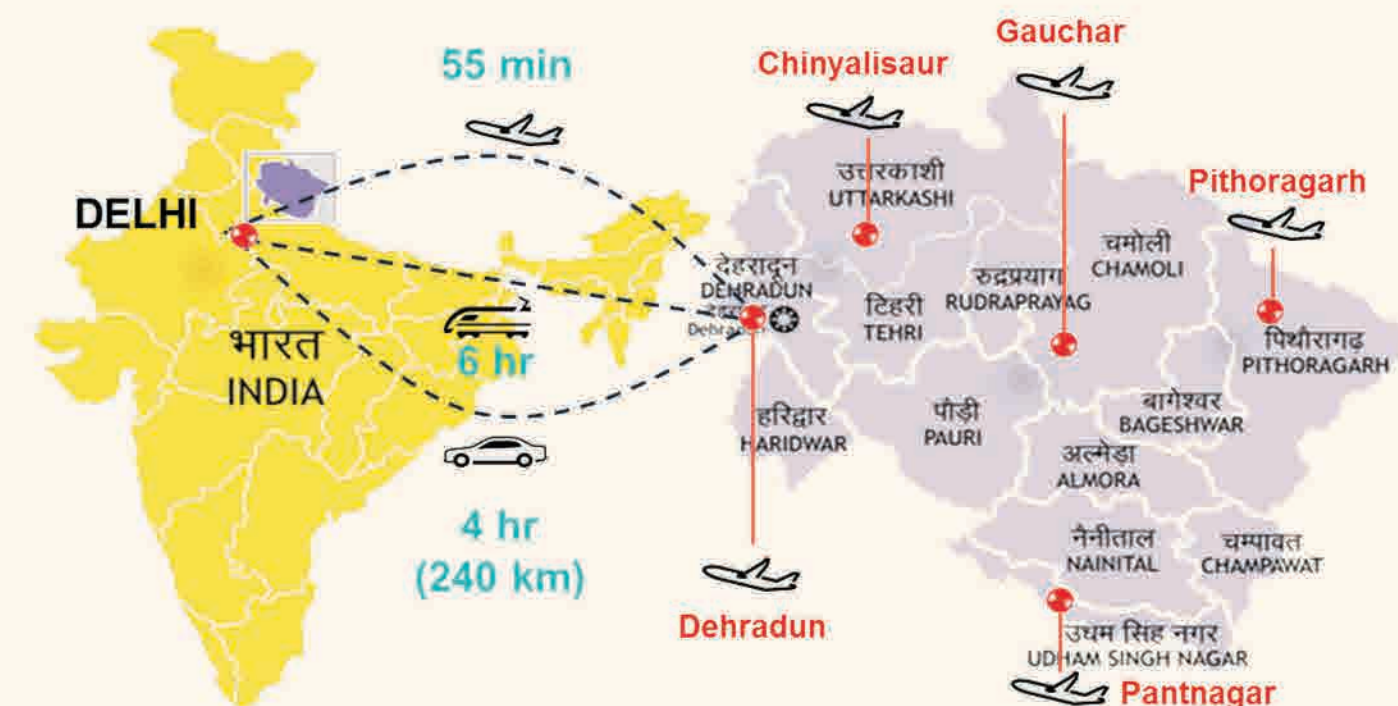 55 min
DELHI
भारत
INDIA
6 hr
4 hr
(240 km)
Chinyalisaur
Gauchar
Pithoragarh
उत्तरकाशी
UTTARKASHI
चमोली
CHAMOLI
देहरादून
DEHRADUN
रुद्रप्रयाग
RUDRAPRAYAG
टिहरी
TEHRI
पिथौरागढ़
PITHORAGARH
हरिद्वार
HARIDWAR
पौड़ी
PAURI
बागेश्वर
BAGESHWAR
अल्मोड़ा
ALMORA
नैनीताल
NAINITAL
चम्पावत
CHAMPAWAT
उधम सिंह नगर
UDHAM SINGH NAGAR
Dehradun
Pantnagar